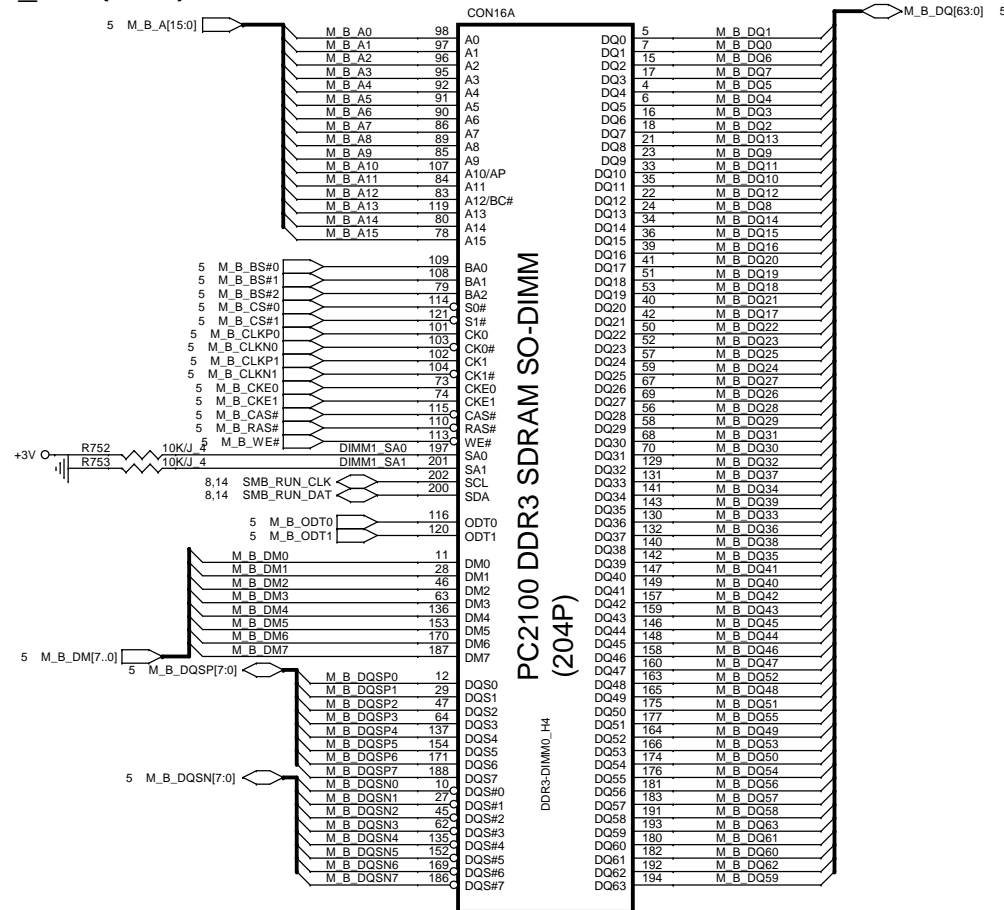 CON16A
5 M_B_A[15:0]
M_B_DQ[63:0] 5
M_B_A0 98 A0
M_B_A1 97 A1
M_B_A2 96 A2
M_B_A3 95 A3
M_B_A4 92 A4
M_B_A5 91 A5
M_B_A6 90 A6
M_B_A7 86 A7
M_B_A8 89 A8
M_B_A9 85 A9
M_B_A10 107 A10/AP
M_B_A11 84 A11
M_B_A12 83 A12/BC#
M_B_A13 119 A13
M_B_A14 80 A14
M_B_A15 78 A15
5 M_B_BS#0 109 BA0
5 M_B_BS#1 108 BA1
5 M_B_BS#2 79 BA2
5 M_B_CS#0 114 S0#
5 M_B_CS#1 121 S1#
5 M_B_CLKP0 101 CK0
5 M_B_CLKN0 103 CK0#
5 M_B_CLKP1 102 CK1
5 M_B_CLKN1 104 CK1#
5 M_B_CKE0 73 CKE0
5 M_B_CKE1 74 CKE1
5 M_B_CAS# 115 CAS#
5 M_B_RAS# 110 RAS#
5 M_B_WE# 113 WE#
+3V R752 10K/J_4 DIMM1_SA0 197 SA0
R753 10K/J_4 DIMM1_SA1 201 SA1
8,14 SMB_RUN_CLK 202 SCL
8,14 SMB_RUN_DAT 200 SDA
5 M_B_ODT0 116 ODT0
5 M_B_ODT1 120 ODT1
M_B_DM0 11 DM0
M_B_DM1 28 DM1
M_B_DM2 46 DM2
M_B_DM3 63 DM3
M_B_DM4 136 DM4
M_B_DM5 153 DM5
M_B_DM6 170 DM6
M_B_DM7 187 DM7
5 M_B_DM[7..0]
5 M_B_DQSP[7:0]
M_B_DQSP0 12 DQS0
M_B_DQSP1 29 DQS1
M_B_DQSP2 47 DQS2
M_B_DQSP3 64 DQS3
M_B_DQSP4 137 DQS4
M_B_DQSP5 154 DQS5
M_B_DQSP6 171 DQS6
M_B_DQSP7 188 DQS7
5 M_B_DQSN[7:0]
M_B_DQSN0 10 DQS#0
M_B_DQSN1 27 DQS#1
M_B_DQSN2 45 DQS#2
M_B_DQSN3 62 DQS#3
M_B_DQSN4 135 DQS#4
M_B_DQSN5 152 DQS#5
M_B_DQSN6 169 DQS#6
M_B_DQSN7 186 DQS#7
PC2100 DDR3 SDRAM SO-DIMM
(204P)
DDR3-DIMM0_H4
DQ0 5 M_B_DQ1
DQ1 7 M_B_DQ0
DQ2 15 M_B_DQ6
DQ3 17 M_B_DQ7
DQ4 4 M_B_DQ5
DQ5 6 M_B_DQ4
DQ6 16 M_B_DQ3
DQ7 18 M_B_DQ2
DQ8 21 M_B_DQ13
DQ9 23 M_B_DQ9
DQ10 33 M_B_DQ11
DQ11 35 M_B_DQ10
DQ12 22 M_B_DQ12
DQ13 24 M_B_DQ8
DQ14 34 M_B_DQ14
DQ15 36 M_B_DQ15
DQ16 39 M_B_DQ16
DQ17 41 M_B_DQ20
DQ18 51 M_B_DQ19
DQ19 53 M_B_DQ18
DQ20 40 M_B_DQ21
DQ21 42 M_B_DQ17
DQ22 50 M_B_DQ22
DQ23 52 M_B_DQ23
DQ24 57 M_B_DQ25
DQ25 59 M_B_DQ24
DQ26 67 M_B_DQ27
DQ27 69 M_B_DQ26
DQ28 56 M_B_DQ28
DQ29 58 M_B_DQ29
DQ30 68 M_B_DQ31
DQ31 70 M_B_DQ30
DQ32 129 M_B_DQ32
DQ33 131 M_B_DQ37
DQ34 141 M_B_DQ34
DQ35 143 M_B_DQ39
DQ36 130 M_B_DQ33
DQ37 132 M_B_DQ36
DQ38 140 M_B_DQ38
DQ39 142 M_B_DQ35
DQ40 147 M_B_DQ41
DQ41 149 M_B_DQ40
DQ42 157 M_B_DQ42
DQ43 159 M_B_DQ43
DQ44 146 M_B_DQ45
DQ45 148 M_B_DQ44
DQ46 158 M_B_DQ46
DQ47 160 M_B_DQ47
DQ48 163 M_B_DQ52
DQ49 165 M_B_DQ48
DQ50 175 M_B_DQ51
DQ51 177 M_B_DQ55
DQ52 164 M_B_DQ49
DQ53 166 M_B_DQ53
DQ54 174 M_B_DQ50
DQ55 176 M_B_DQ54
DQ56 181 M_B_DQ56
DQ57 183 M_B_DQ57
DQ58 191 M_B_DQ58
DQ59 193 M_B_DQ63
DQ60 180 M_B_DQ61
DQ61 182 M_B_DQ60
DQ62 192 M_B_DQ62
DQ63 194 M_B_DQ59